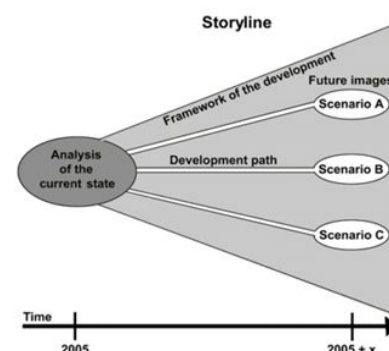 Storyline
Framework of the development
Future images
Scenario A
Analysis
of the
current state
Development path
Scenario B
Scenario C
Time
2005
2005 + x